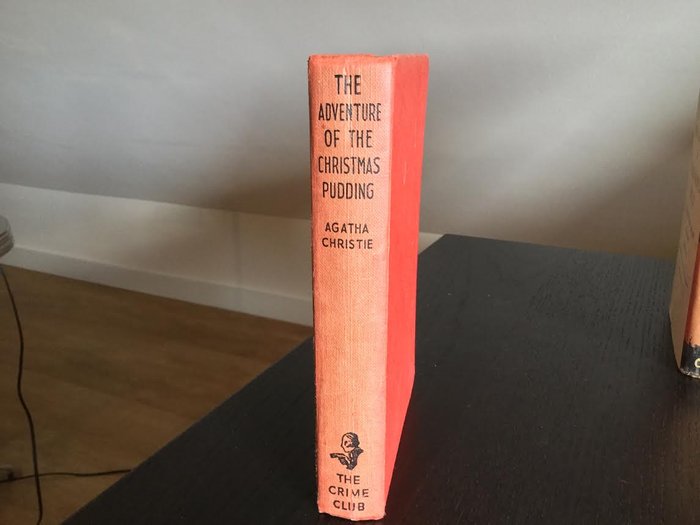 THE
ADVENTURE
OF THE
CHRISTMAS
PUDDING
AGATHA
CHRISTIE
THE
CRIME
CLUB